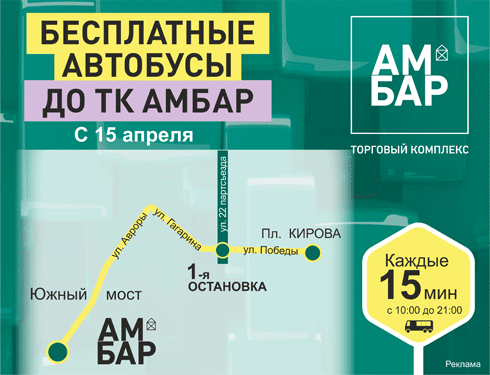 БЕСПЛАТНЫЕ
АВТОБУСЫ
ДО ТК АМБАР
С 15 апреля
АМ
БАР
ТОРГОВЫЙ КОМПЛЕКС
ул. 22 партсъезда
ул. Авроры
ул. Гагарина
Пл. КИРОВА
ул. Победы
1-я
ОСТАНОВКА
Южный мост
АМ
БАР
Каждые
15 мин
с 10:00 до 21:00
Реклама